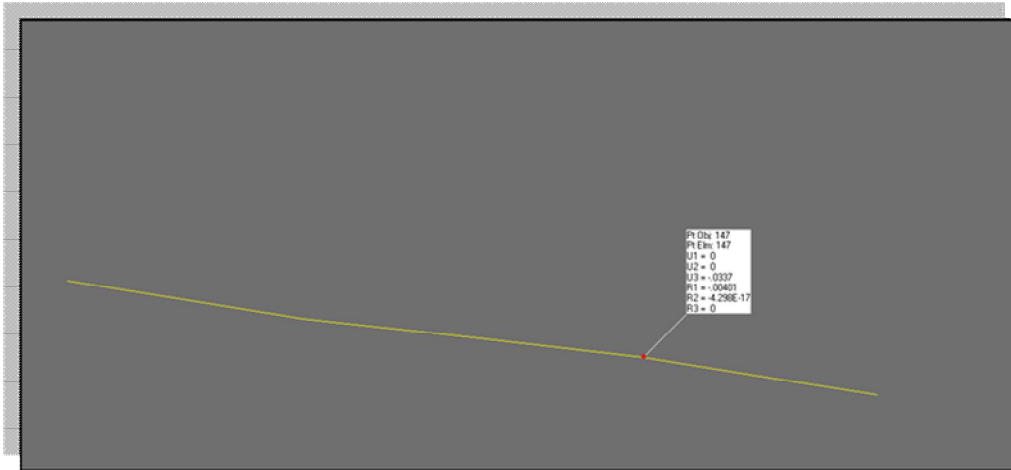 Pt Obj: 147
Pt Elm: 147
U1 = 0
U2 = 0
U3 = -.0337
R1 = -.00401
R2 = -4.298E-17
R3 = 0